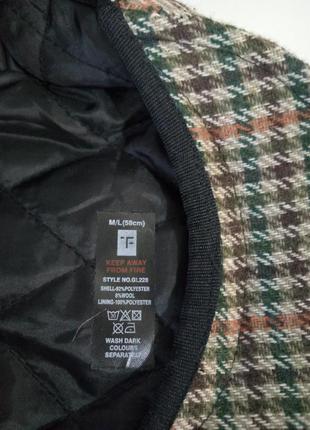 M/L(58cm)
TF
KEEP AWAY
FROM FIRE
STYLE NO.GL228
SHELL-92%POLYESTER
8%WOOL
LINING-100%POLYESTER
WASH DARK
COLOURS
SEPARATELY